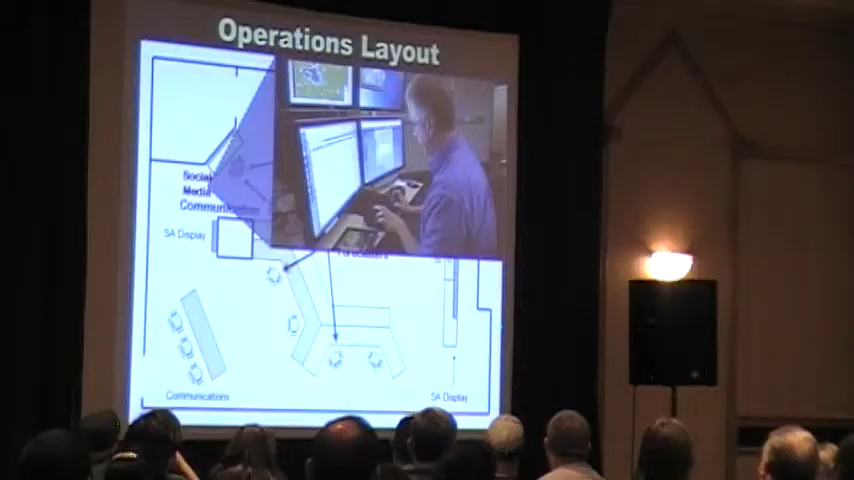 Operations Layout
Social
Media
Communication
SA Display
Forecasters
Communications
SA Display